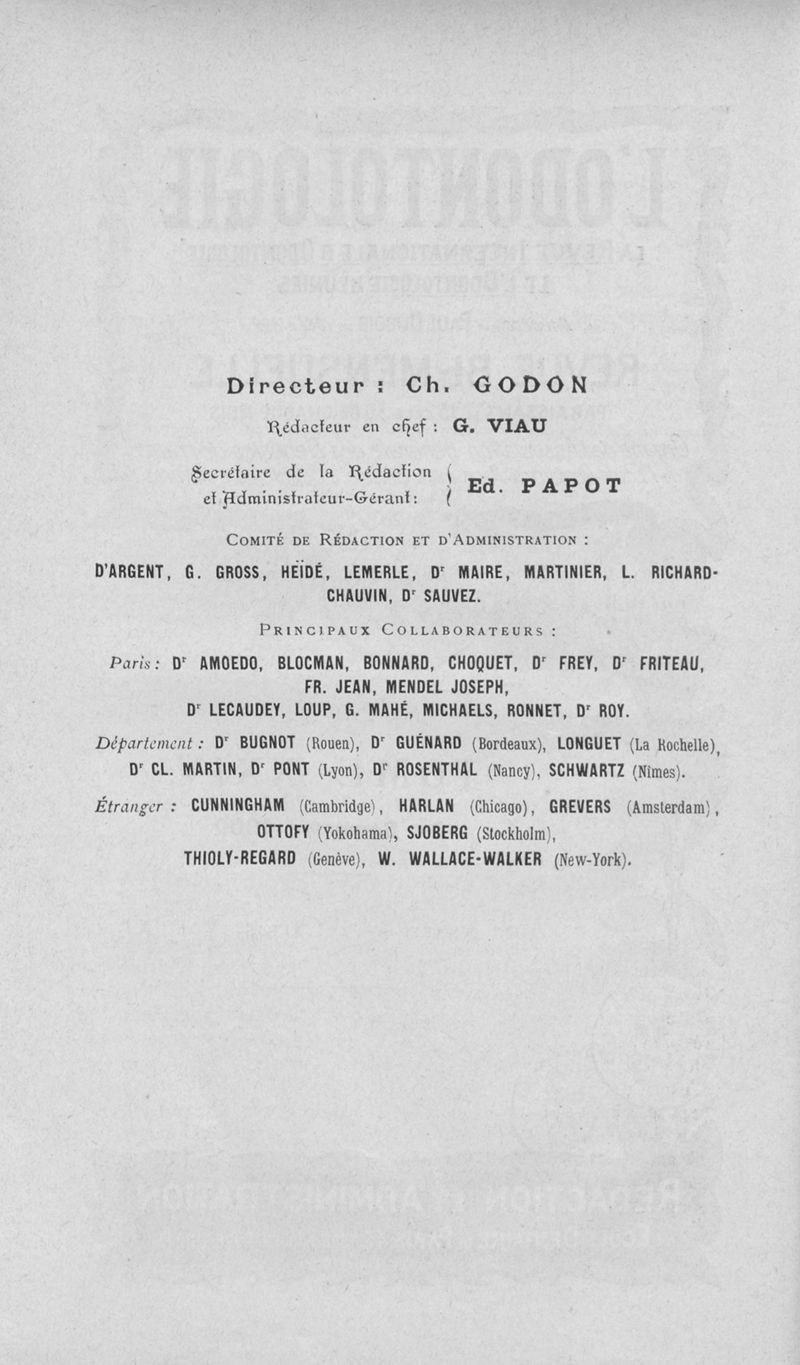 Directeur : Ch. GODON
Rédacteur en chef : G. VIAU
Secrétaire de la Rédaction
et Administrateur-Gérant : Ed. PAPOT
COMITÉ DE RÉDACTION ET D'ADMINISTRATION :
D'ARGENT, G. GROSS, HEÏDÉ, LEMERLE, Dr MAIRE, MARTINIER, L. RICHARD-
CHAUVIN, Dr SAUVEZ.
PRINCIPAUX COLLABORATEURS :
Paris : Dr AMOEDO, BLOCMAN, BONNARD, CHOQUET, Dr FREY, Dr FRITEAU,
FR. JEAN, MENDEL JOSEPH,
Dr LECAUDEY, LOUP, G. MAHÉ, MICHAELS, RONNET, Dr ROY.
Département : Dr BUGNOT (Rouen), Dr GUÉNARD (Bordeaux), LONGUET (La Rochelle),
Dr CL. MARTIN, Dr PONT (Lyon), Dr ROSENTHAL (Nancy), SCHWARTZ (Nîmes).
Étranger : CUNNINGHAM (Cambridge), HARLAN (Chicago), GREVERS (Amsterdam),
OTTOFY (Yokohama), SJOBERG (Stockholm),
THIOLY-REGARD (Genève), W. WALLACE-WALKER (New-York).